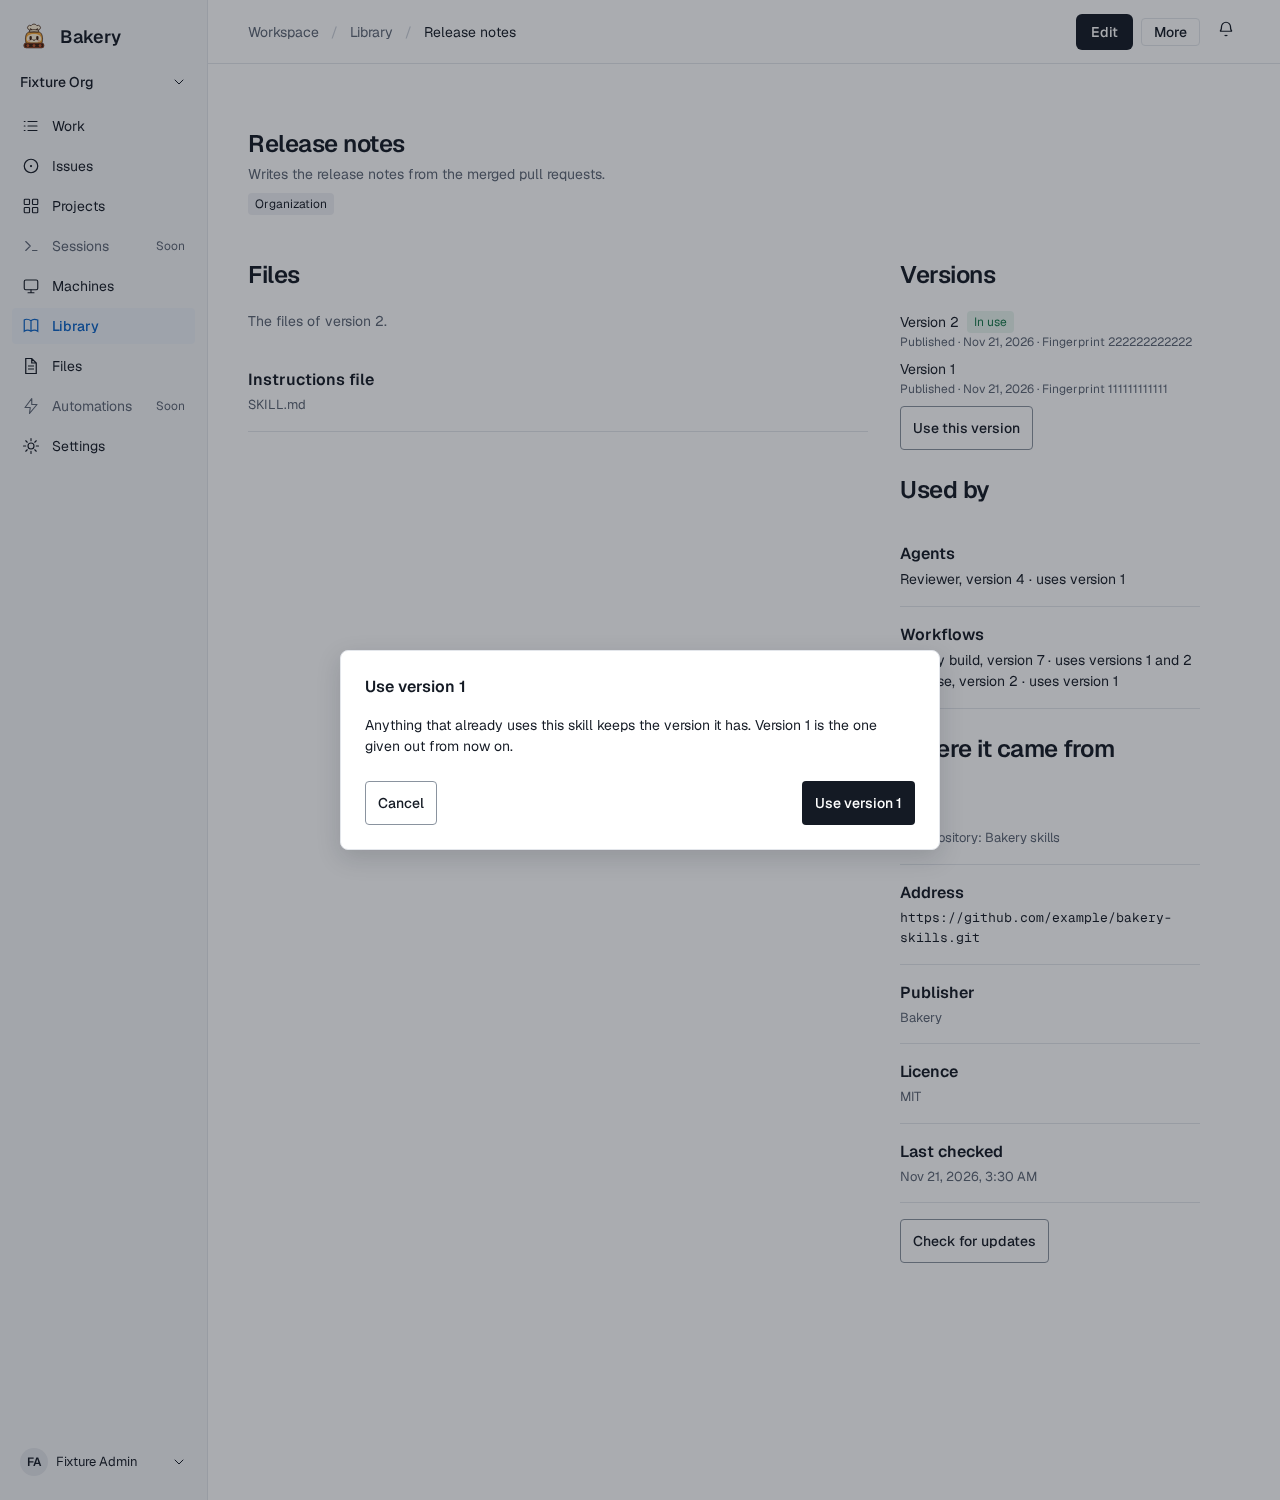 Bakery
Fixture Org
Work
Issues
Projects
Sessions Soon
Machines
Library
Files
Automations Soon
Settings
FA Fixture Admin
Workspace / Library / Release notes
Edit
More
Release notes
Writes the release notes from the merged pull requests.
Organization
Files
The files of version 2.
Instructions file
SKILL.md
Versions
Version 2 In use
Published · Nov 21, 2026 · Fingerprint 222222222222
Version 1
Published · Nov 21, 2026 · Fingerprint 111111111111
Use this version
Used by
Agents
Reviewer, version 4 · uses version 1
Workflows
build, version 7 · uses versions 1 and 2
version 2 · uses version 1
it came from
Bakery skills
Address
https://github.com/example/bakery-
skills.git
Publisher
Bakery
Licence
MIT
Last checked
Nov 21, 2026, 3:30 AM
Check for updates
Use version 1
Anything that already uses this skill keeps the version it has. Version 1 is the one
given out from now on.
Cancel
Use version 1